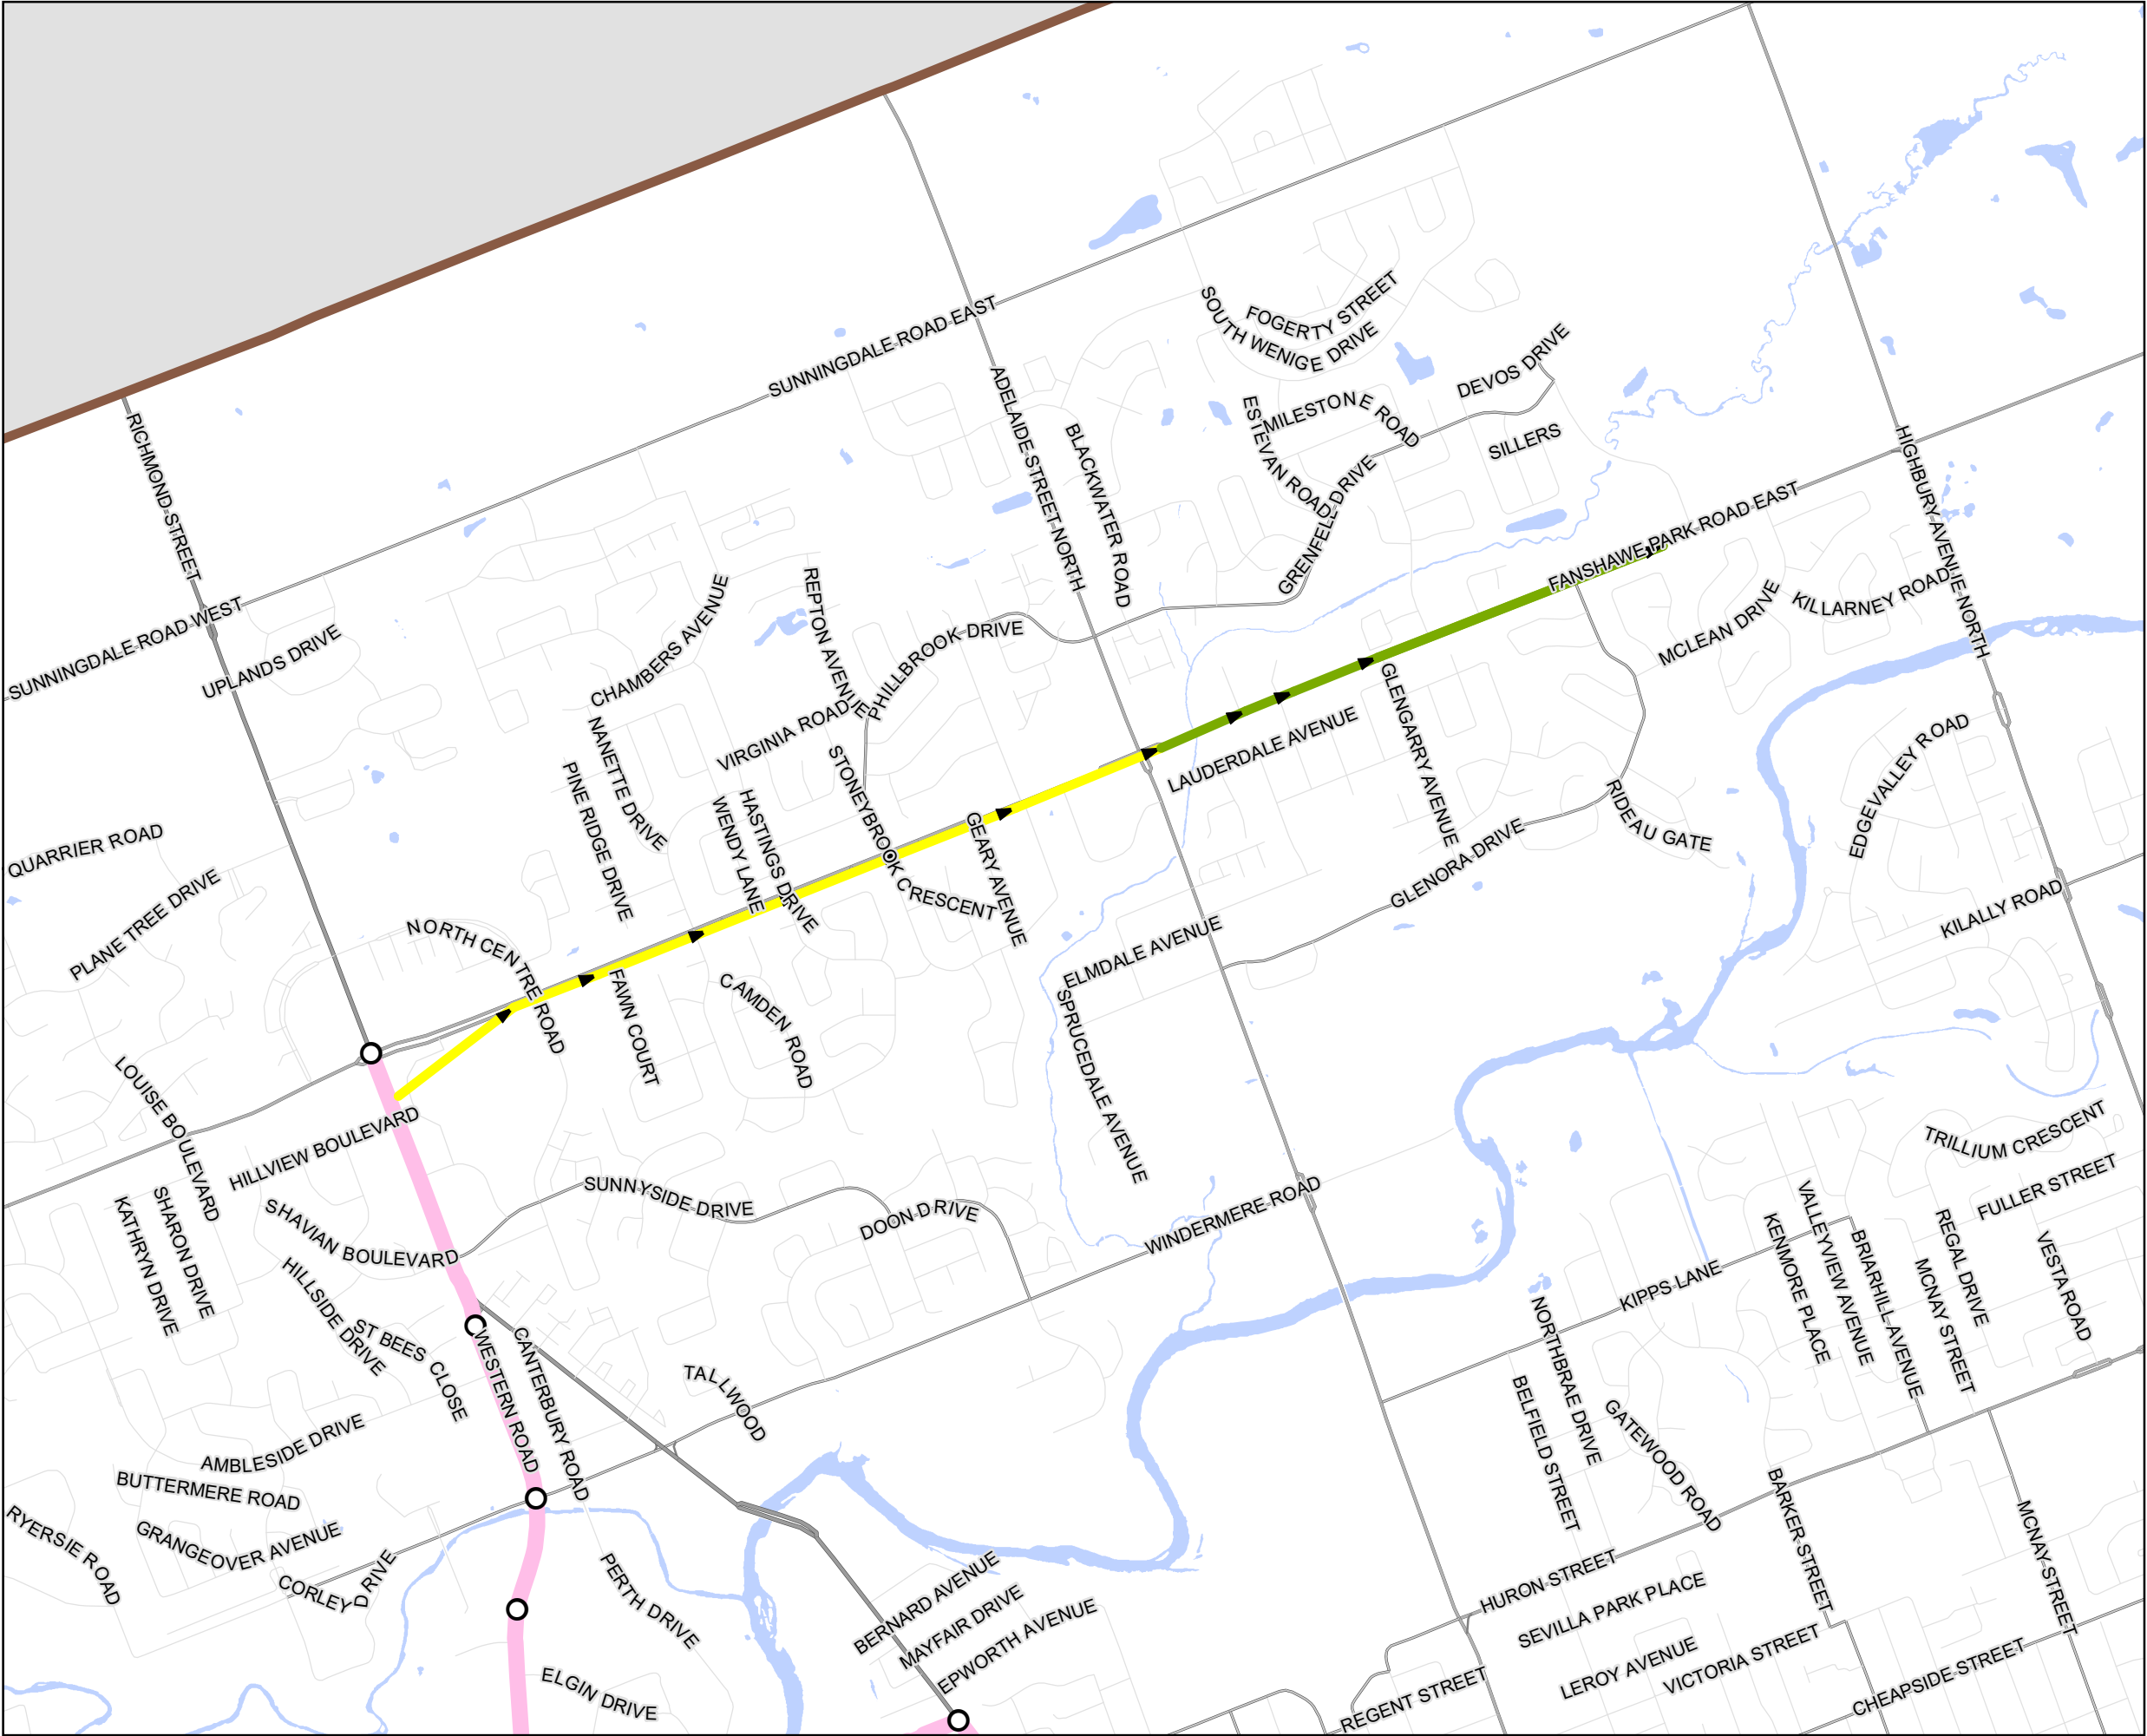 FOGERTY STREET
SOUTH WENIGE DRIVE
SUNNINGDALE ROAD EAST
DEVOS DRIVE
ADELAIDE STREET NORTH
MILESTONE ROAD
ESTEVAN ROAD
SILLERS
BLACKWATER ROAD
RICHMOND STREET
HIGHBURY AVENUE NORTH
GRENFELL DRIVE
FANSHAWE PARK ROAD EAST
SUNNINGDALE ROAD WEST
UPLANDS DRIVE
CHAMBERS AVENUE
REPTON AVENUE
PHILLBROOK DRIVE
MCLEAN DRIVE
KILLARNEY ROAD
VIRGINIA ROAD
NANETTE DRIVE
PINE RIDGE DRIVE
WENDY LANE
HASTINGS DRIVE
STONEYBROOK CRESCENT
GEARY AVENUE
LAUDERDALE AVENUE
GLENGARRY AVENUE
RIDEAU GATE
EDGEVALLEY ROAD
QUARRIER ROAD
PLANE TREE DRIVE
NORTH CENTRE ROAD
FAWN COURT
CAMDEN ROAD
ELMDALE AVENUE
GLENORA DRIVE
KILALLY ROAD
SPRUCEDALE AVENUE
LOUISE BOULEVARD
HILLVIEW BOULEVARD
KATHRYN DRIVE
SHARON DRIVE
SHAVIAN BOULEVARD
SUNNYSIDE DRIVE
DOON DRIVE
WINDERMERE ROAD
TRILLIUM CRESCENT
FULLER STREET
HILLSIDE DRIVE
ST BEES CLOSE
WESTERN ROAD
CANTERBURY ROAD
TALLWOOD
KIPPS LANE
KENMORE PLACE
VALLEYVIEW AVENUE
BRIARHILL AVENUE
MCNAY STREET
REGAL DRIVE
VESTA ROAD
NORTHBRAE DRIVE
BELFIELD STREET
GATEWOOD ROAD
BARKER STREET
MCNAY STREET
AMBLESIDE DRIVE
BUTTERMERE ROAD
GRANGEOVER AVENUE
RYERSIE ROAD
CORLEY DRIVE
PERTH DRIVE
ELGIN DRIVE
BERNARD AVENUE
MAYFAIR DRIVE
EPWORTH AVENUE
HURON STREET
SEVILLA PARK PLACE
LEROY AVENUE
VICTORIA STREET
REGENT STREET
CHEAPSIDE STREET